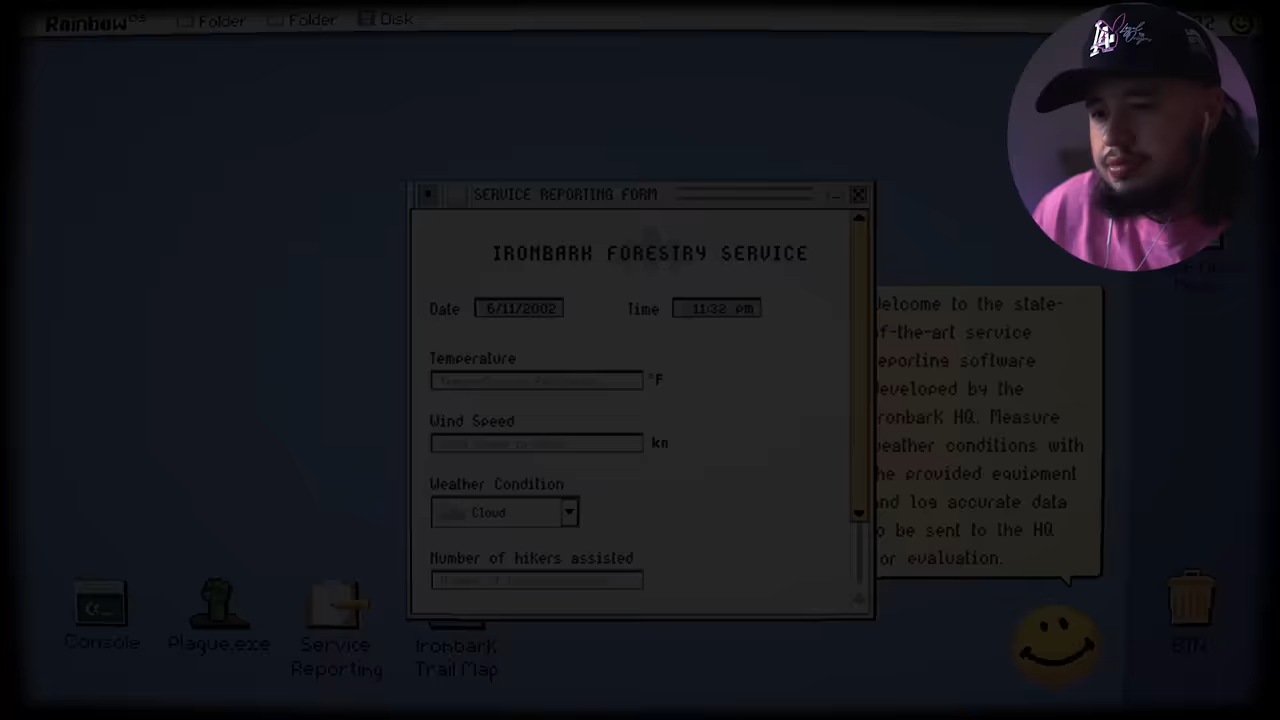 RainbowOS Folder Folder Disk
SERVICE REPORTING FORM
IRONBARK FORESTRY SERVICE
Date 6/11/2002 Time 11:32 pm
Temperature
°F
Wind Speed
kn
Weather Condition
Cloud
Number of hikers assisted
Welcome to the state-
of-the-art service
reporting software
developed by the
Ironbark HQ. Measure
weather conditions with
the provided equipment
and log accurate data
to be sent to the HQ
for evaluation.
Console
Plaque.exe
Service
Reporting
Ironbark
Trail Map
LA